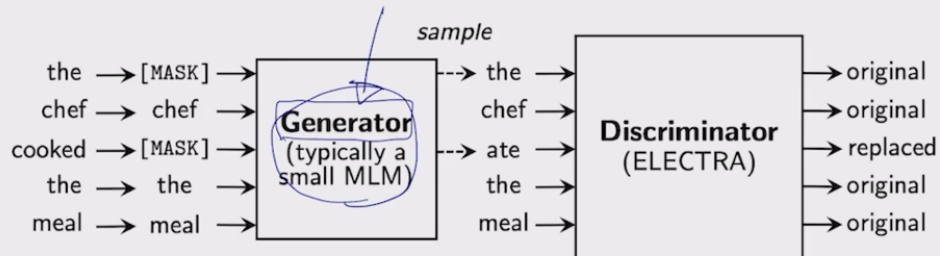 sample
the [MASK] the original
chef chef Generator chef original
cooked [MASK] (typically a ate Discriminator replaced
the the small MLM) the (ELECTRA) original
meal meal meal original